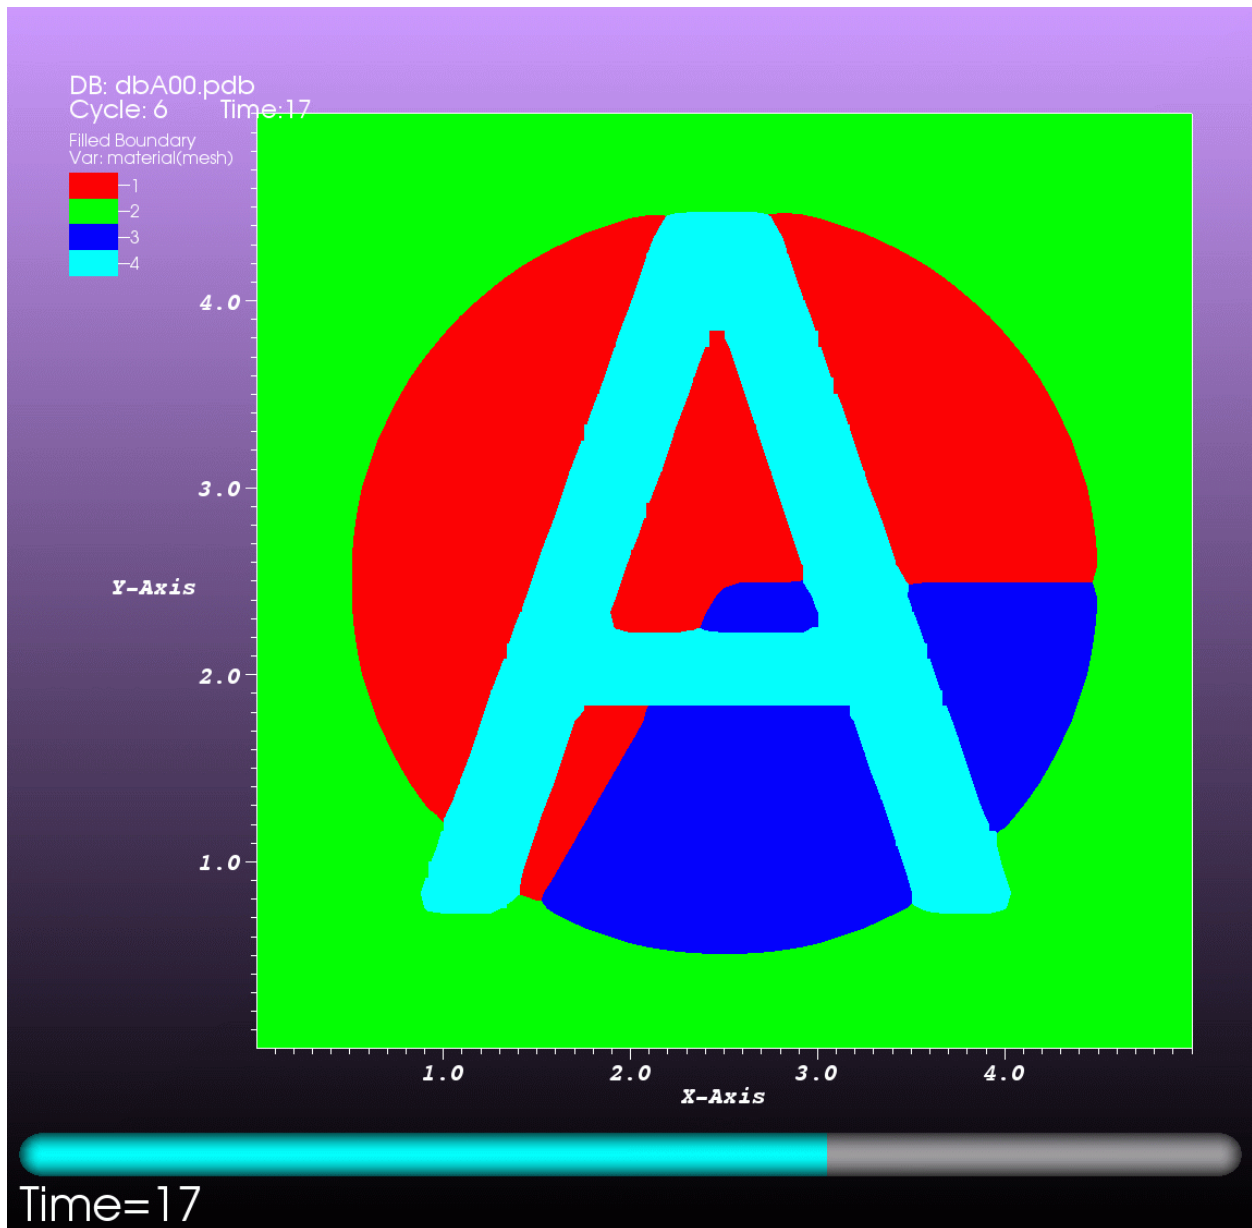 DB: dbA00.pdb
Cycle: 6 Time:17
Filled Boundary
Var: material(mesh)
1
2
3
4
A
4.0
3.0
Y-Axis
2.0
1.0
1.0 2.0 3.0 4.0
X-Axis
Time=17